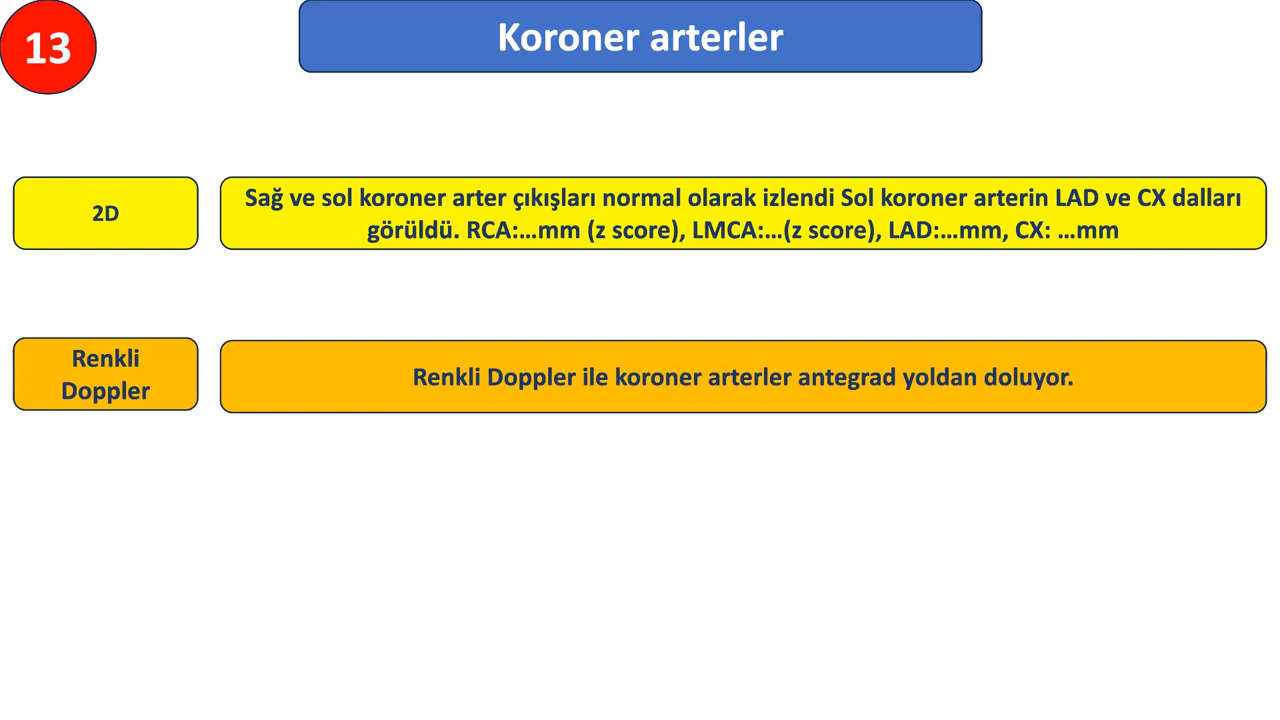 13
Koroner arterler
2D
Sağ ve sol koroner arter çıkışları normal olarak izlendi Sol koroner arterin LAD ve CX dalları
görüldü. RCA:...mm (z score), LMCA:...(z score), LAD:...mm, CX: ...mm
Renkli
Doppler
Renkli Doppler ile koroner arterler antegrad yoldan doluyor.